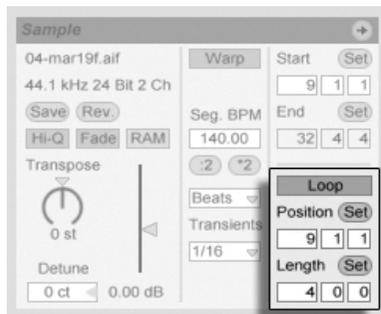 Sample
04-mar19f.aif
44.1 kHz 24 Bit 2 Ch
Save Rev.
Hi-Q Fade RAM
Transpose
0 st
Detune
0 ct 0.00 dB
Warp
Seg. BPM
140.00
:2 *2
Beats
Transients
1/16
Start Set
9 1 1
End Set
32 4 4
Loop
Position Set
9 1 1
Length Set
4 0 0